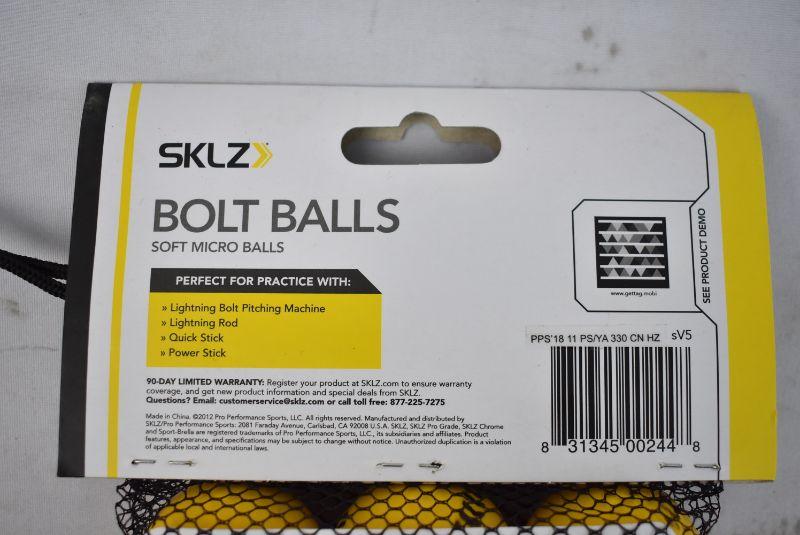 SKLZ
BOLT BALLS
SOFT MICRO BALLS
PERFECT FOR PRACTICE WITH:
» Lightning Bolt Pitching Machine
» Lightning Rod
» Quick Stick
» Power Stick
90-DAY LIMITED WARRANTY: Register your product at SKLZ.com to ensure warranty
coverage, and get new product information and special deals from SKLZ.
Questions? Email: customerservice@sklz.com or call toll free: 877-225-7275
Made in China. ©2012 Pro Performance Sports, LLC. All rights reserved. Manufactured and distributed by
SKLZ/Pro Performance Sports: 2081 Faraday Avenue, Carlsbad, CA 92008 U.S.A. SKLZ, SKLZ Pro Grade, SKLZ Chrome
and Sport-Brella are registered trademarks of Pro Performance Sports, LLC., its subsidiaries and affiliates. Product
features, appearance, and specifications may be subject to change without notice. Unauthorized duplication is a violation
of applicable local and international laws.
www.gettag.mobi
SEE PRODUCT DEMO
PPS'18 11 PS/YA 330 CN HZ sV5
8 31345 00244 8